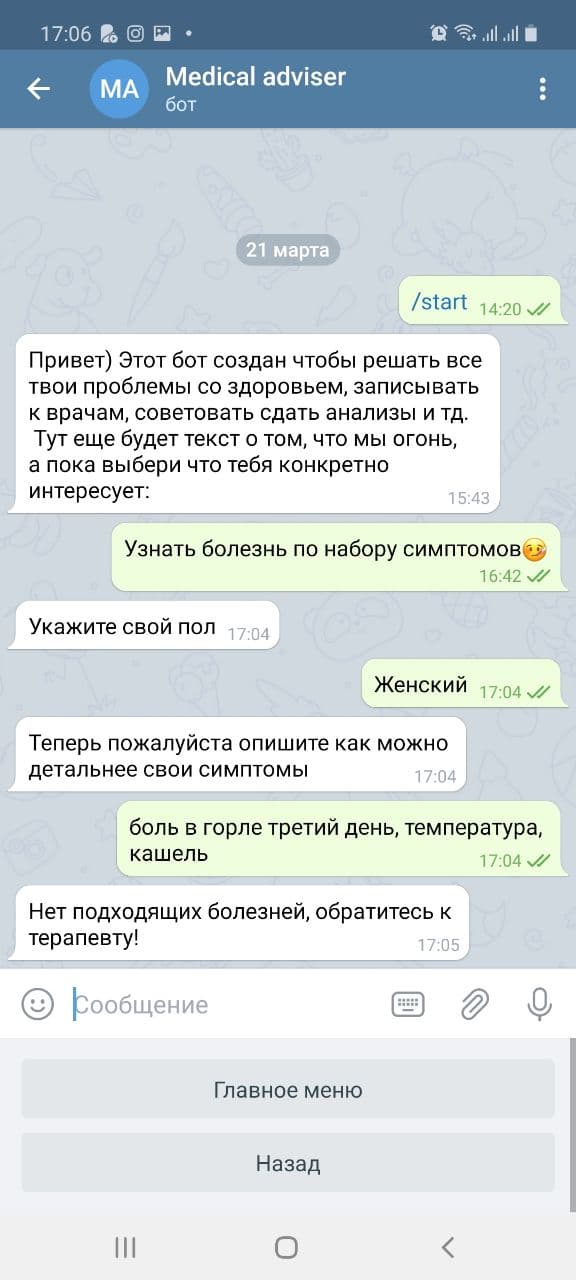 17:06
MA
Medical adviser
бот
21 марта
/start 14:20
Привет) Этот бот создан чтобы решать все
твои проблемы со здоровьем, записывать
к врачам, советовать сдать анализы и тд.
Тут еще будет текст о том, что мы огонь,
а пока выбери что тебя конкретно
интересует: 15:43
Узнать болезнь по набору симптомов🤒
16:42
Укажите свой пол 17:04
Женский 17:04
Теперь пожалуйста опишите как можно
детальнее свои симптомы 17:04
боль в горле третий день, температура,
кашель 17:04
Нет подходящих болезней, обратитесь к
терапевту! 17:05
Сообщение
Главное меню
Назад